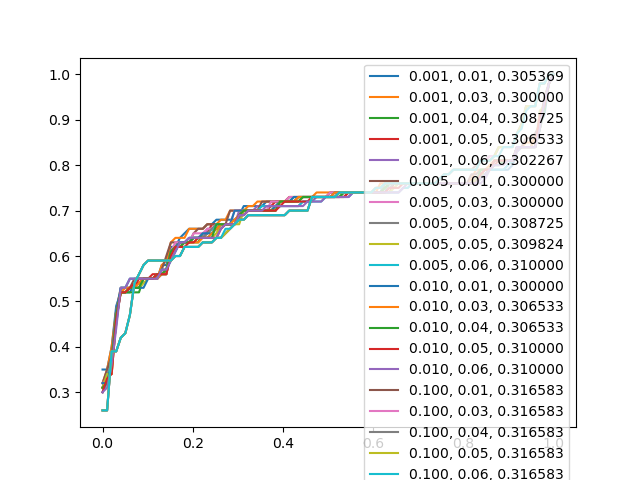 1.0
0.9
0.8
0.7
0.6
0.5
0.4
0.3
0.0
0.2
0.4
0.6
0.8
1.0
0.001, 0.01, 0.305369
0.001, 0.03, 0.300000
0.001, 0.04, 0.308725
0.001, 0.05, 0.306533
0.001, 0.06, 0.302267
0.005, 0.01, 0.300000
0.005, 0.03, 0.300000
0.005, 0.04, 0.308725
0.005, 0.05, 0.309824
0.005, 0.06, 0.310000
0.010, 0.01, 0.300000
0.010, 0.03, 0.306533
0.010, 0.04, 0.306533
0.010, 0.05, 0.310000
0.010, 0.06, 0.310000
0.100, 0.01, 0.316583
0.100, 0.03, 0.316583
0.100, 0.04, 0.316583
0.100, 0.05, 0.316583
0.100, 0.06, 0.316583